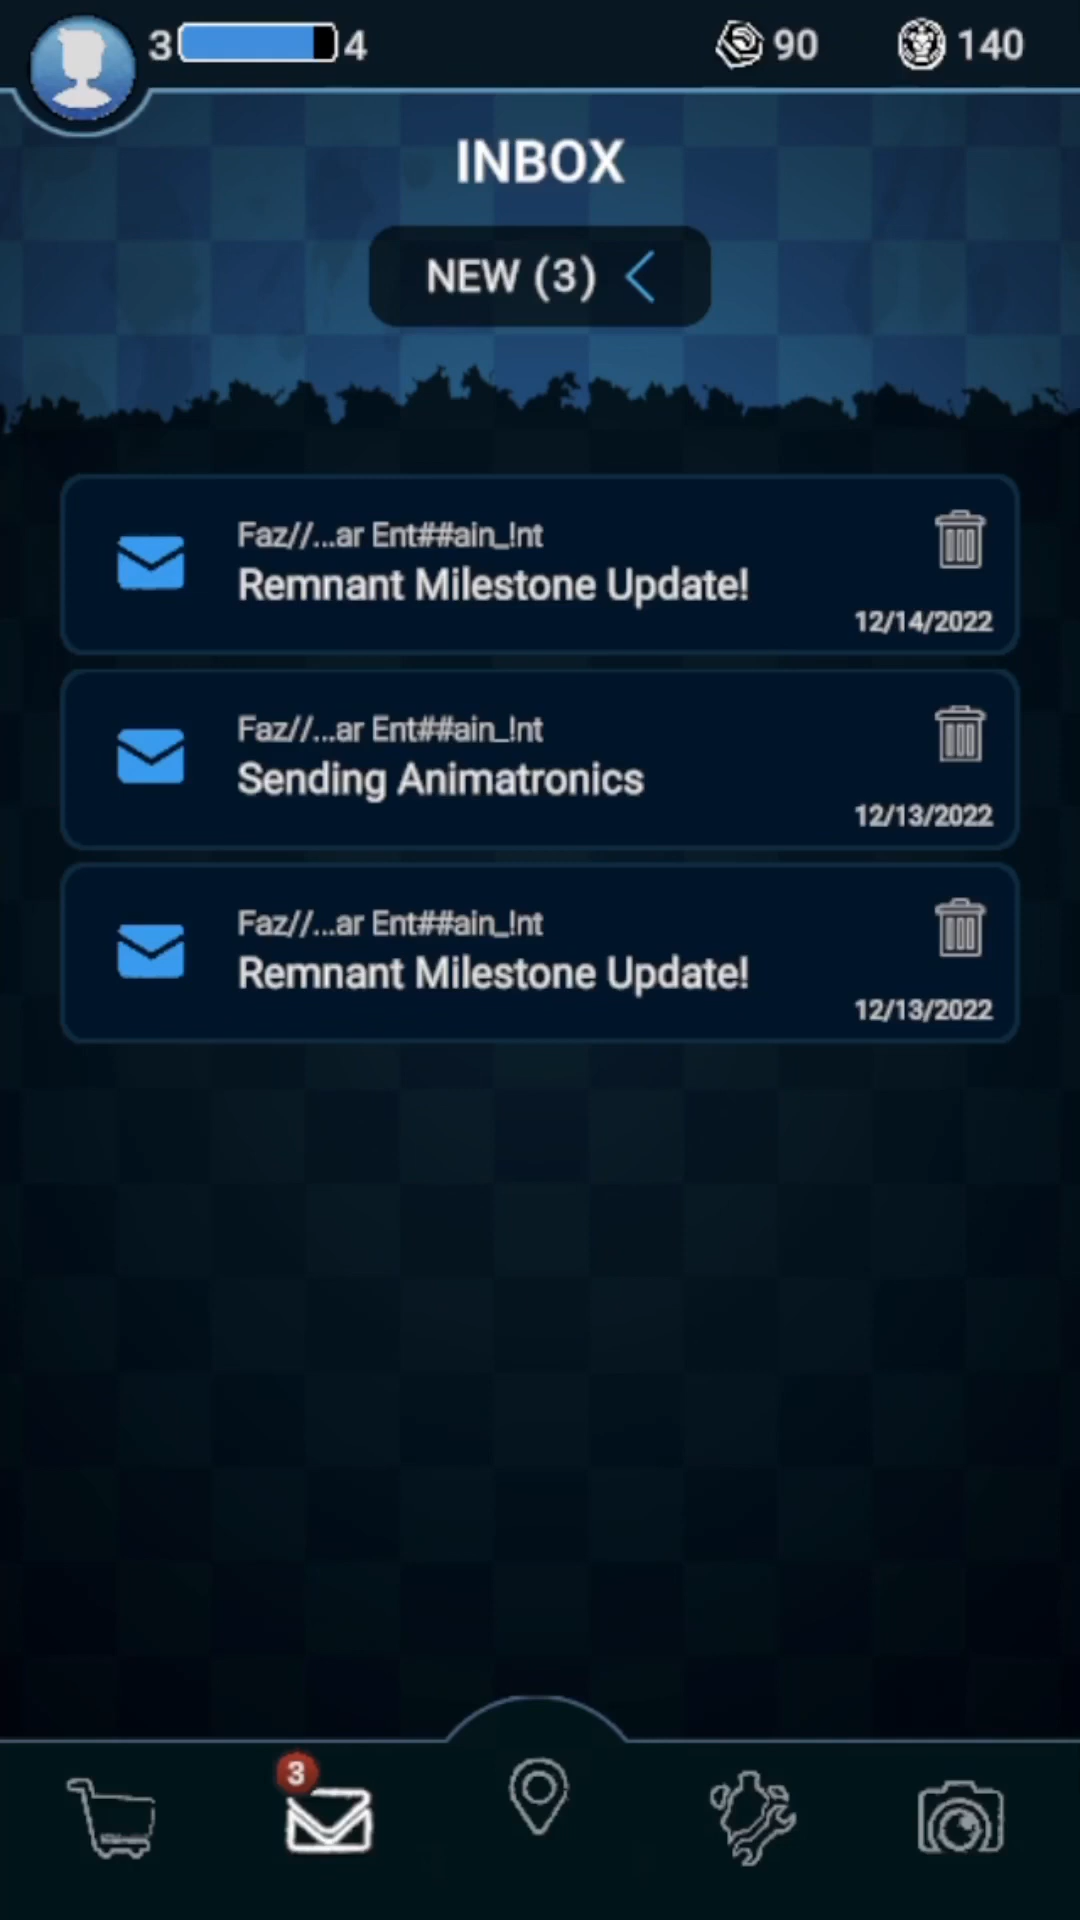 3 4 90 140
INBOX
NEW (3)
Faz//...ar Ent##ain_!nt
Remnant Milestone Update!
12/14/2022
Faz//...ar Ent##ain_!nt
Sending Animatronics
12/13/2022
Faz//...ar Ent##ain_!nt
Remnant Milestone Update!
12/13/2022
3